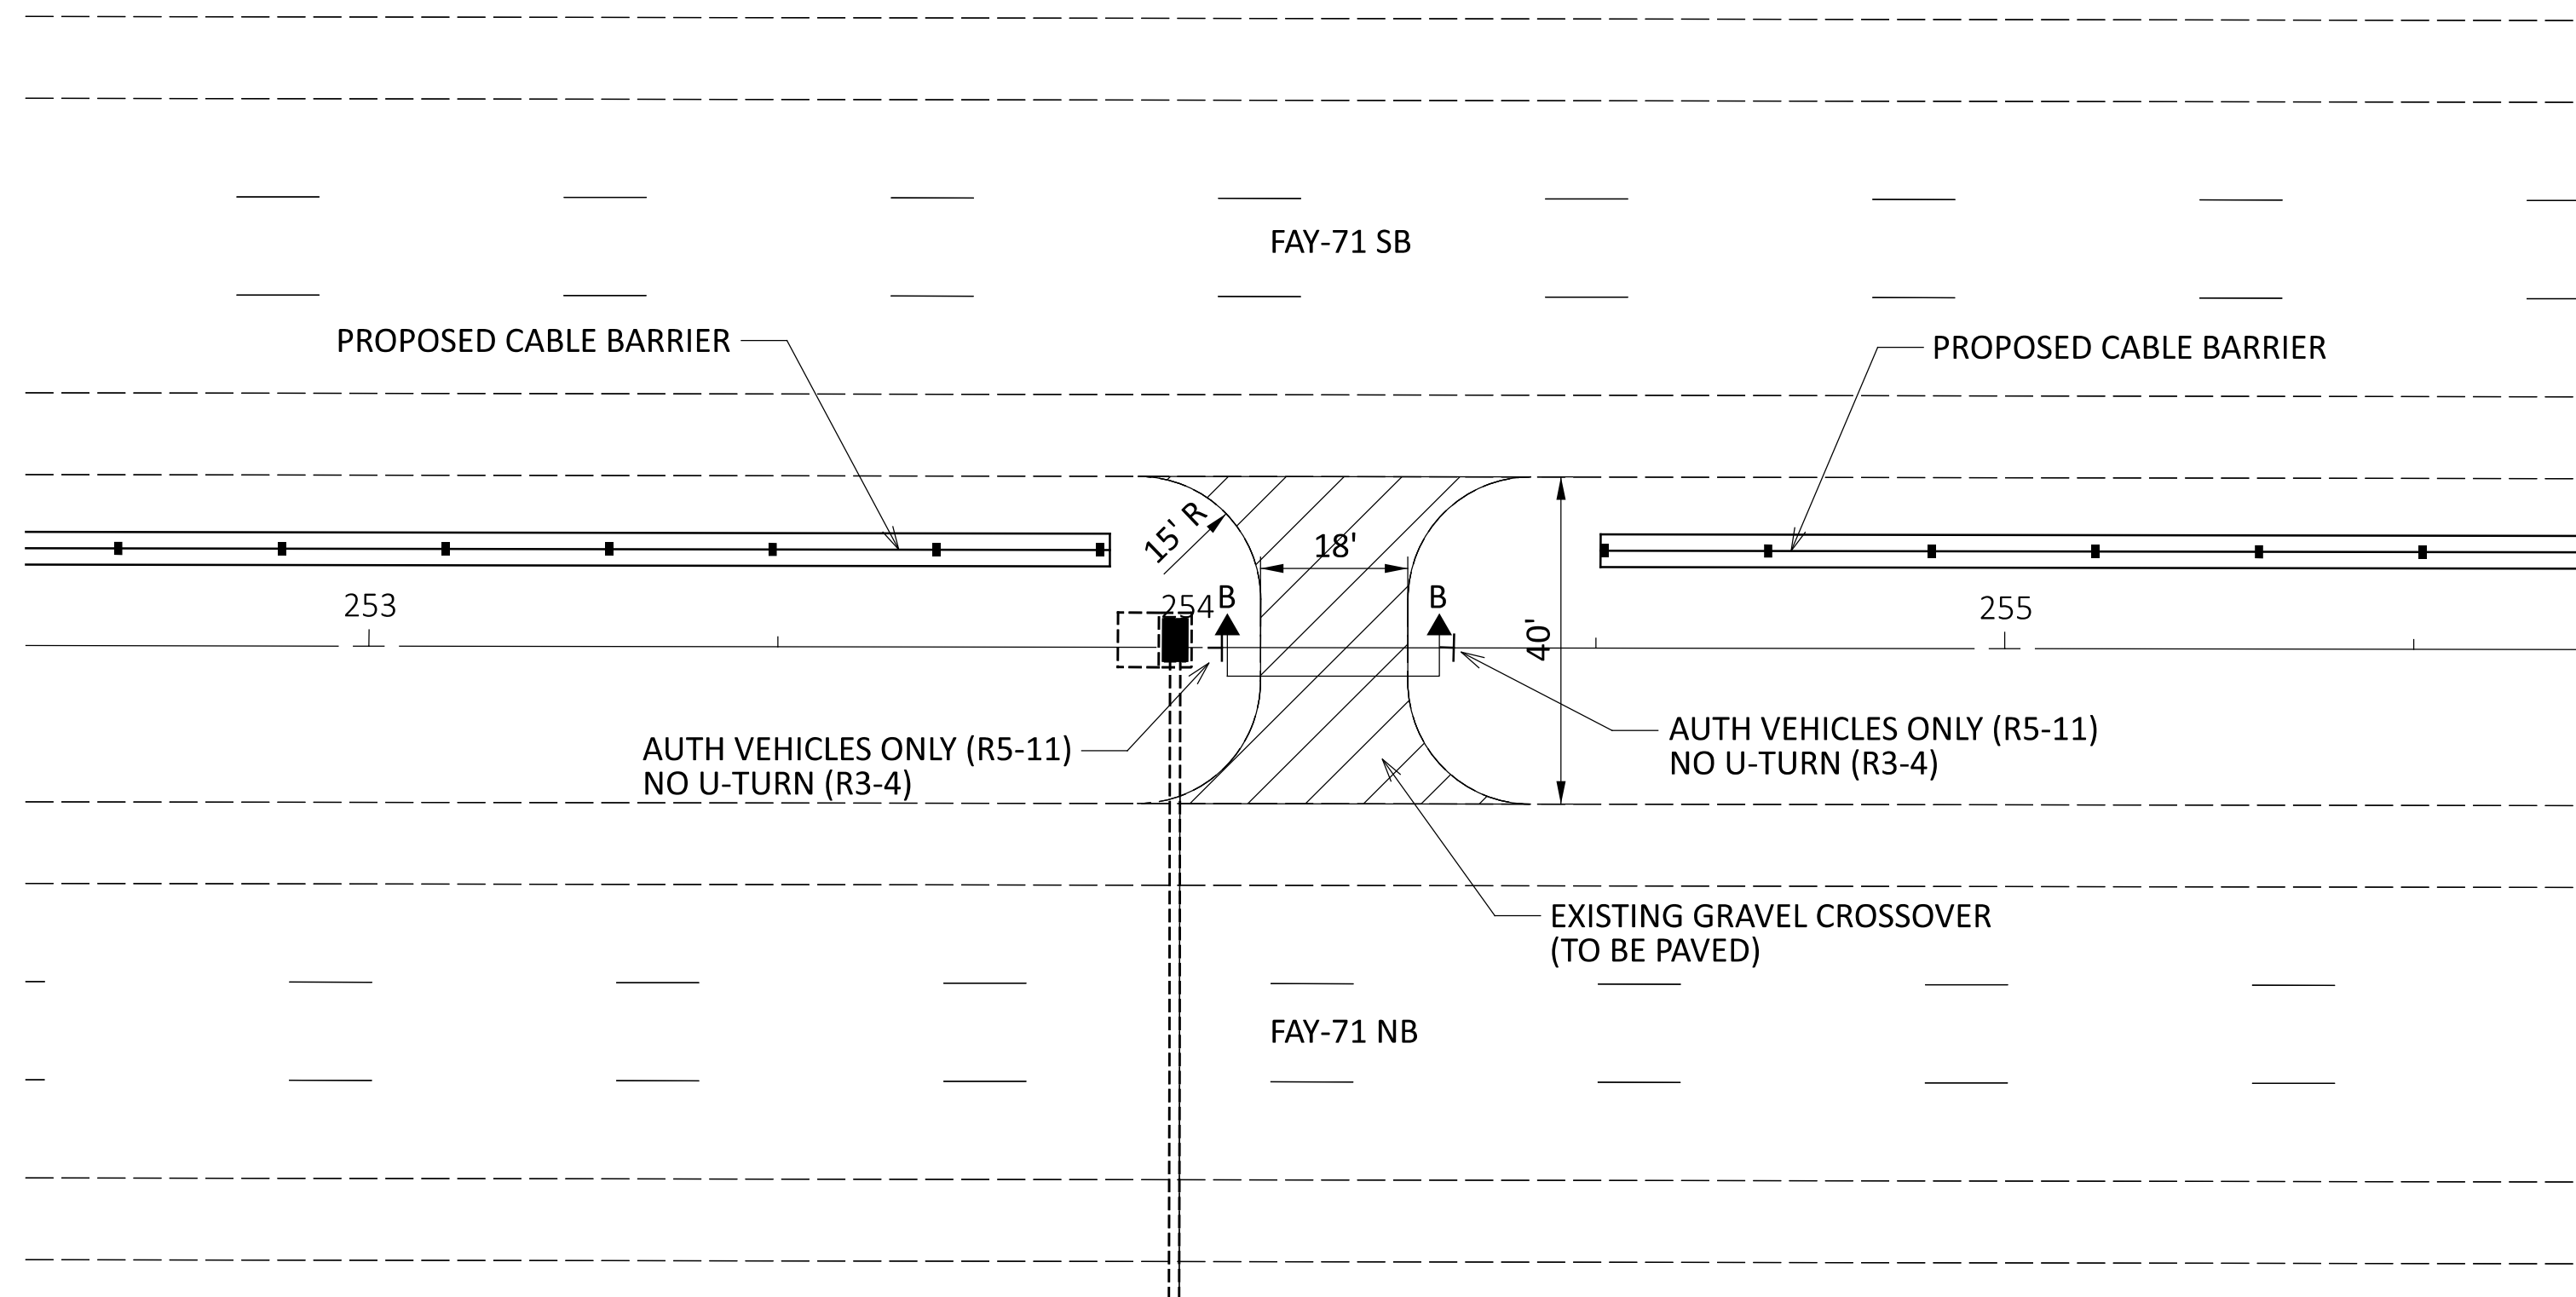 FAY-71 SB
PROPOSED CABLE BARRIER
PROPOSED CABLE BARRIER
15' R
18'
253
254
B
B
255
40'
AUTH VEHICLES ONLY (R5-11)
NO U-TURN (R3-4)
AUTH VEHICLES ONLY (R5-11)
NO U-TURN (R3-4)
EXISTING GRAVEL CROSSOVER
(TO BE PAVED)
FAY-71 NB